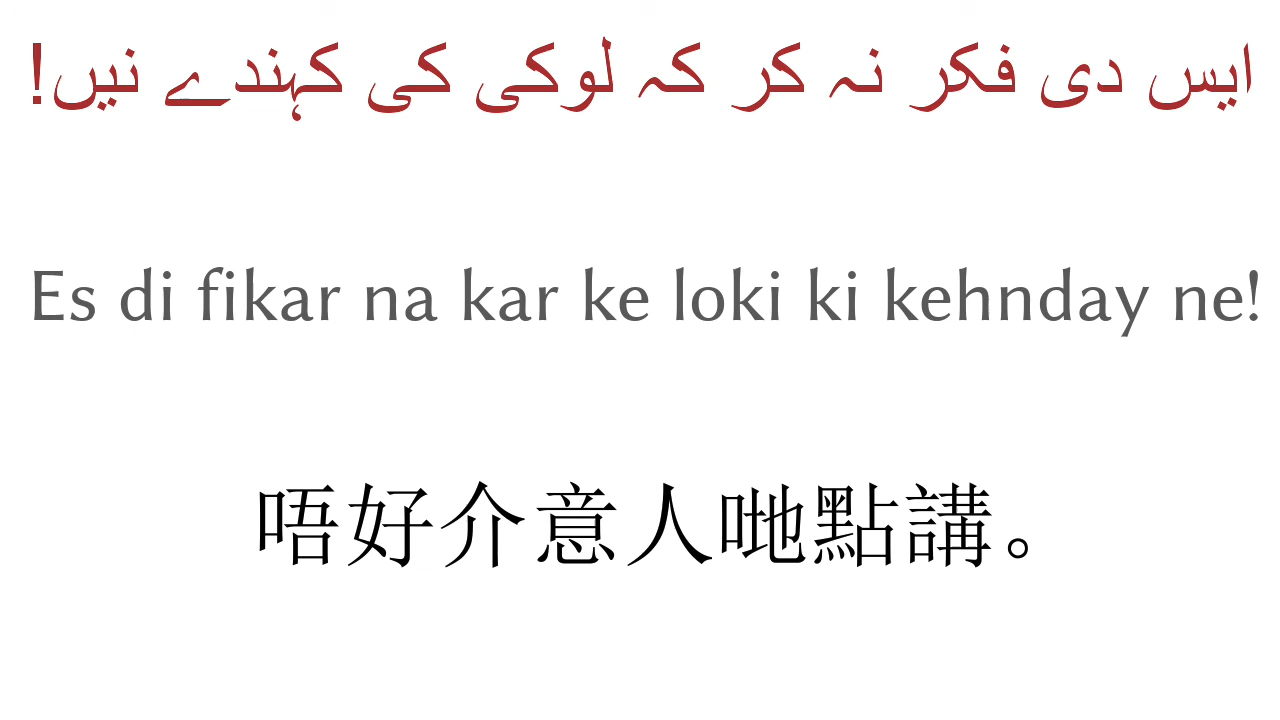 ایس دی فکر نہ کر کہ لوکی کی کہندے نیں!
Es di fikar na kar ke loki ki kehnday ne!
唔好介意人哋點講。